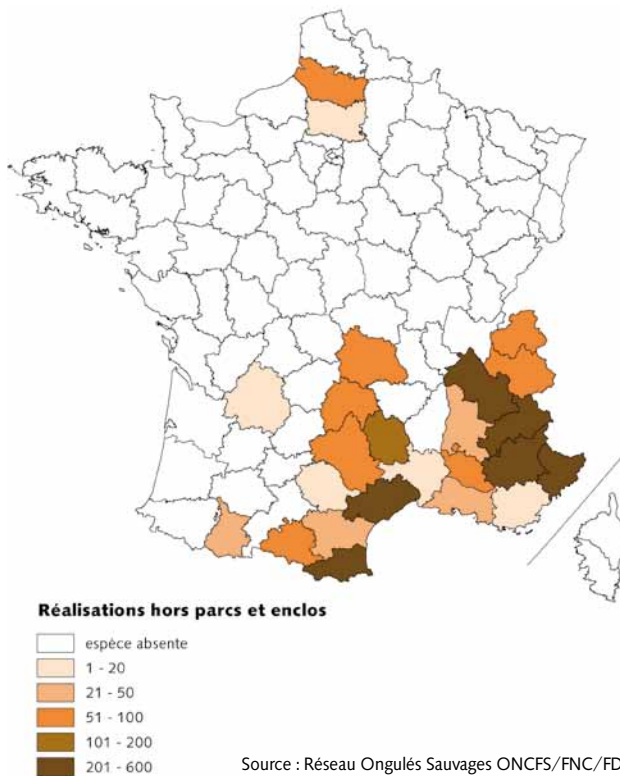 Réalisations hors parcs et enclos
espèce absente
1 - 20
21 - 50
51 - 100
101 - 200
201 - 600
Source : Réseau Ongulés Sauvages ONCFS/FNC/FD